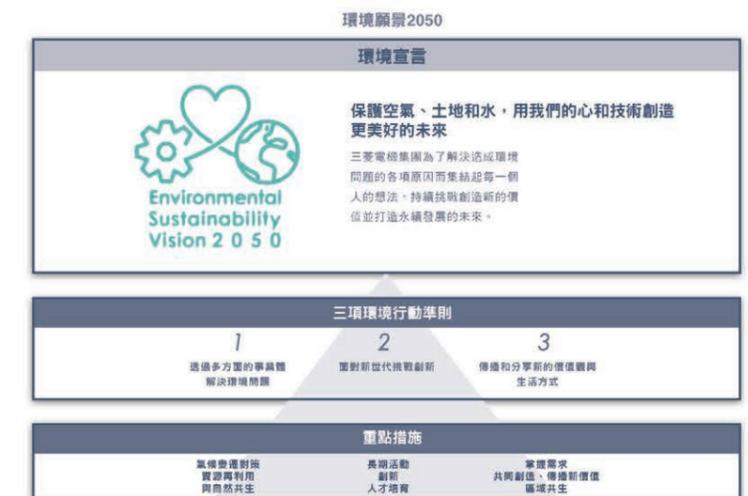 環境願景2050
環境宣言
Environmental
Sustainability
Vision 2050
保護空氣、土地和水，用我們的心和技術創造
更美好的未來
三菱電機集團為了解決造成環境
問題的各項原因而集結起每一個
人的想法，持續挑戰創造新的價
值並打造永續發展的未來。
三項環境行動準則
1
透過多方面的事業體
解決環境問題
2
面對新世代挑戰創新
3
傳播和分享新的價值觀與
生活方式
重點措施
氣候變遷對策
資源再利用
與自然共生
長期活動
創新
人才培育
掌握需求
共同創造、傳播新價值
區域共生